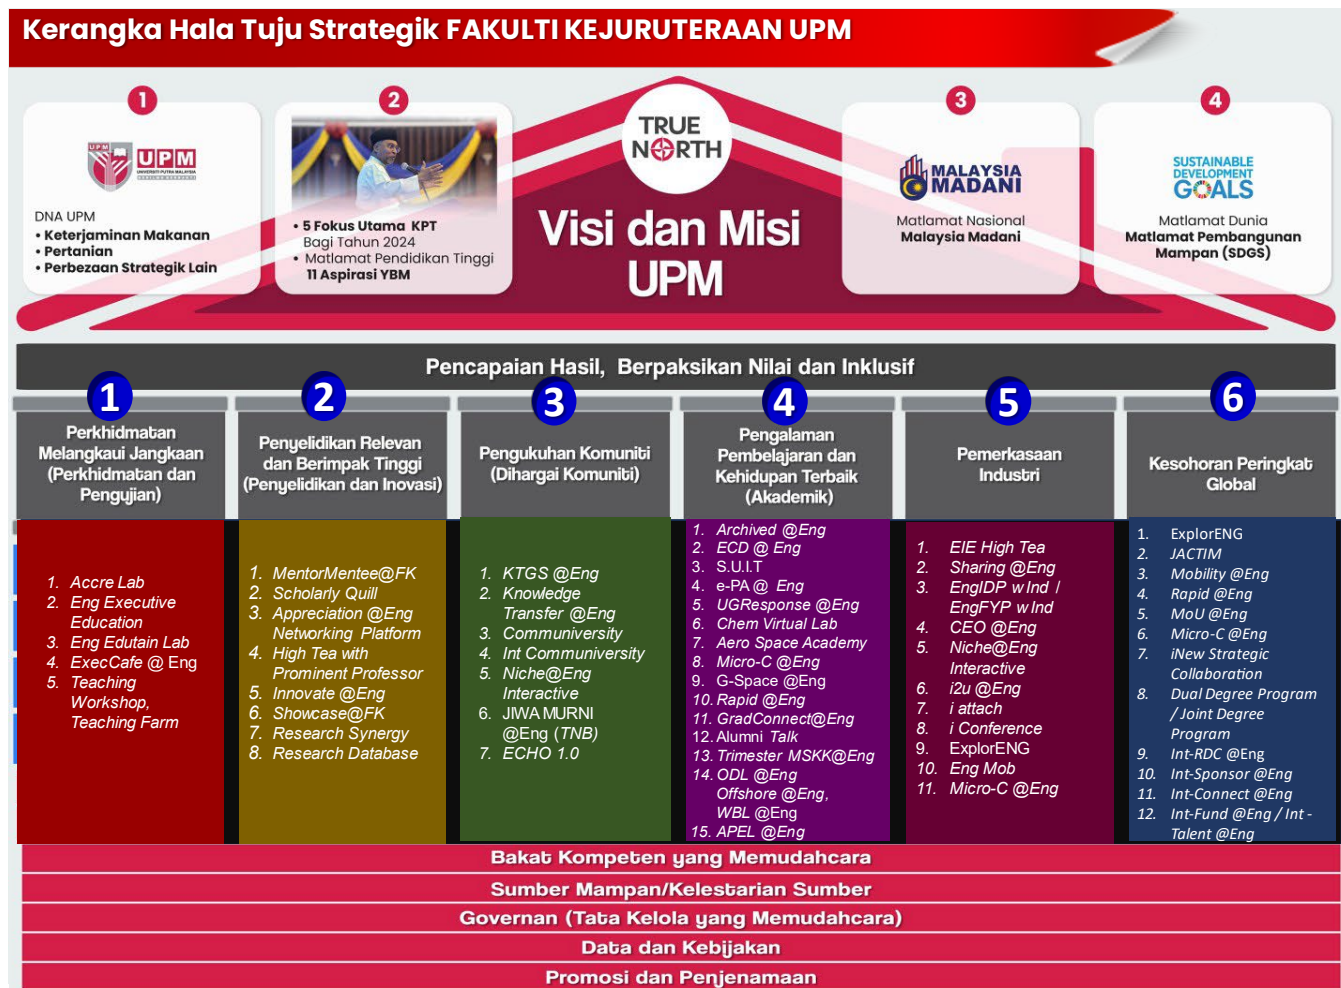 Kerangka Hala Tuju Strategik FAKULTI KEJURUTERAAN UPM
1
UPM
UNIVERSITI PUTRA MALAYSIA
BERILMU BERBAKTI
DNA UPM
• Keterjaminan Makanan
• Pertanian
• Perbezaan Strategik Lain
2
• 5 Fokus Utama KPT
Bagi Tahun 2024
• Matlamat Pendidikan Tinggi
11 Aspirasi YBM
TRUE
NORTH
Visi dan Misi
UPM
3
MALAYSIA
MADANI
Matlamat Nasional
Malaysia Madani
4
SUSTAINABLE
DEVELOPMENT
GOALS
Matlamat Dunia
Matlamat Pembangunan
Mampan (SDGS)
Pencapaian Hasil, Berpaksikan Nilai dan Inklusif
1
Perkhidmatan
Melangkaui Jangkaan
(Perkhidmatan dan
Pengujian)
1. Accre Lab
2. Eng Executive
Education
3. Eng Edutain Lab
4. ExecCafe @ Eng
5. Teaching
Workshop,
Teaching Farm
2
Penyelidikan Relevan
dan Berimpak Tinggi
(Penyelidikan dan Inovasi)
1. MentorMentee@FK
2. Scholarly Quill
3. Appreciation @Eng
Networking Platform
4. High Tea with
Prominent Professor
5. Innovate @Eng
6. Showcase@FK
7. Research Synergy
8. Research Database
3
Pengukuhan Komuniti
(Dihargai Komuniti)
1. KTGS @Eng
2. Knowledge
Transfer @Eng
3. Communiversity
4. Int Communiversity
5. Niche@Eng
Interactive
6. JIWA MURNI
@Eng (TNB)
7. ECHO 1.0
4
Pengalaman
Pembelajaran dan
Kehidupan Terbaik
(Akademik)
1. Archived @Eng
2. ECD @ Eng
3. S.U.I.T
4. e-PA @ Eng
5. UGResponse @Eng
6. Chem Virtual Lab
7. Aero Space Academy
8. Micro-C @Eng
9. G-Space @Eng
10. Rapid @Eng
11. GradConnect@Eng
12. Alumni Talk
13. Trimester MSKK@Eng
14. ODL @Eng
Offshore @Eng,
WBL @Eng
15. APEL @Eng
5
Pemerkasaan
Industri
1. EIE High Tea
2. Sharing @Eng
3. EngIDP w Ind /
EngFYP w Ind
4. CEO @Eng
5. Niche@Eng
Interactive
6. i2u @Eng
7. i attach
8. i Conference
9. ExplorENG
10. Eng Mob
11. Micro-C @Eng
6
Kesohoran Peringkat
Global
1. ExplorENG
2. JACTIM
3. Mobility @Eng
4. Rapid @Eng
5. MoU @Eng
6. Micro-C @Eng
7. iNew Strategic
Collaboration
8. Dual Degree Program
/ Joint Degree
Program
9. Int-RDC @Eng
10. Int-Sponsor @Eng
11. Int-Connect @Eng
12. Int-Fund @Eng / Int -
Talent @Eng
Bakat Kompeten yang Memudahcara
Sumber Mampan/Kelestarian Sumber
Governan (Tata Kelola yang Memudahcara)
Data dan Kebijakan
Promosi dan Penjenamaan